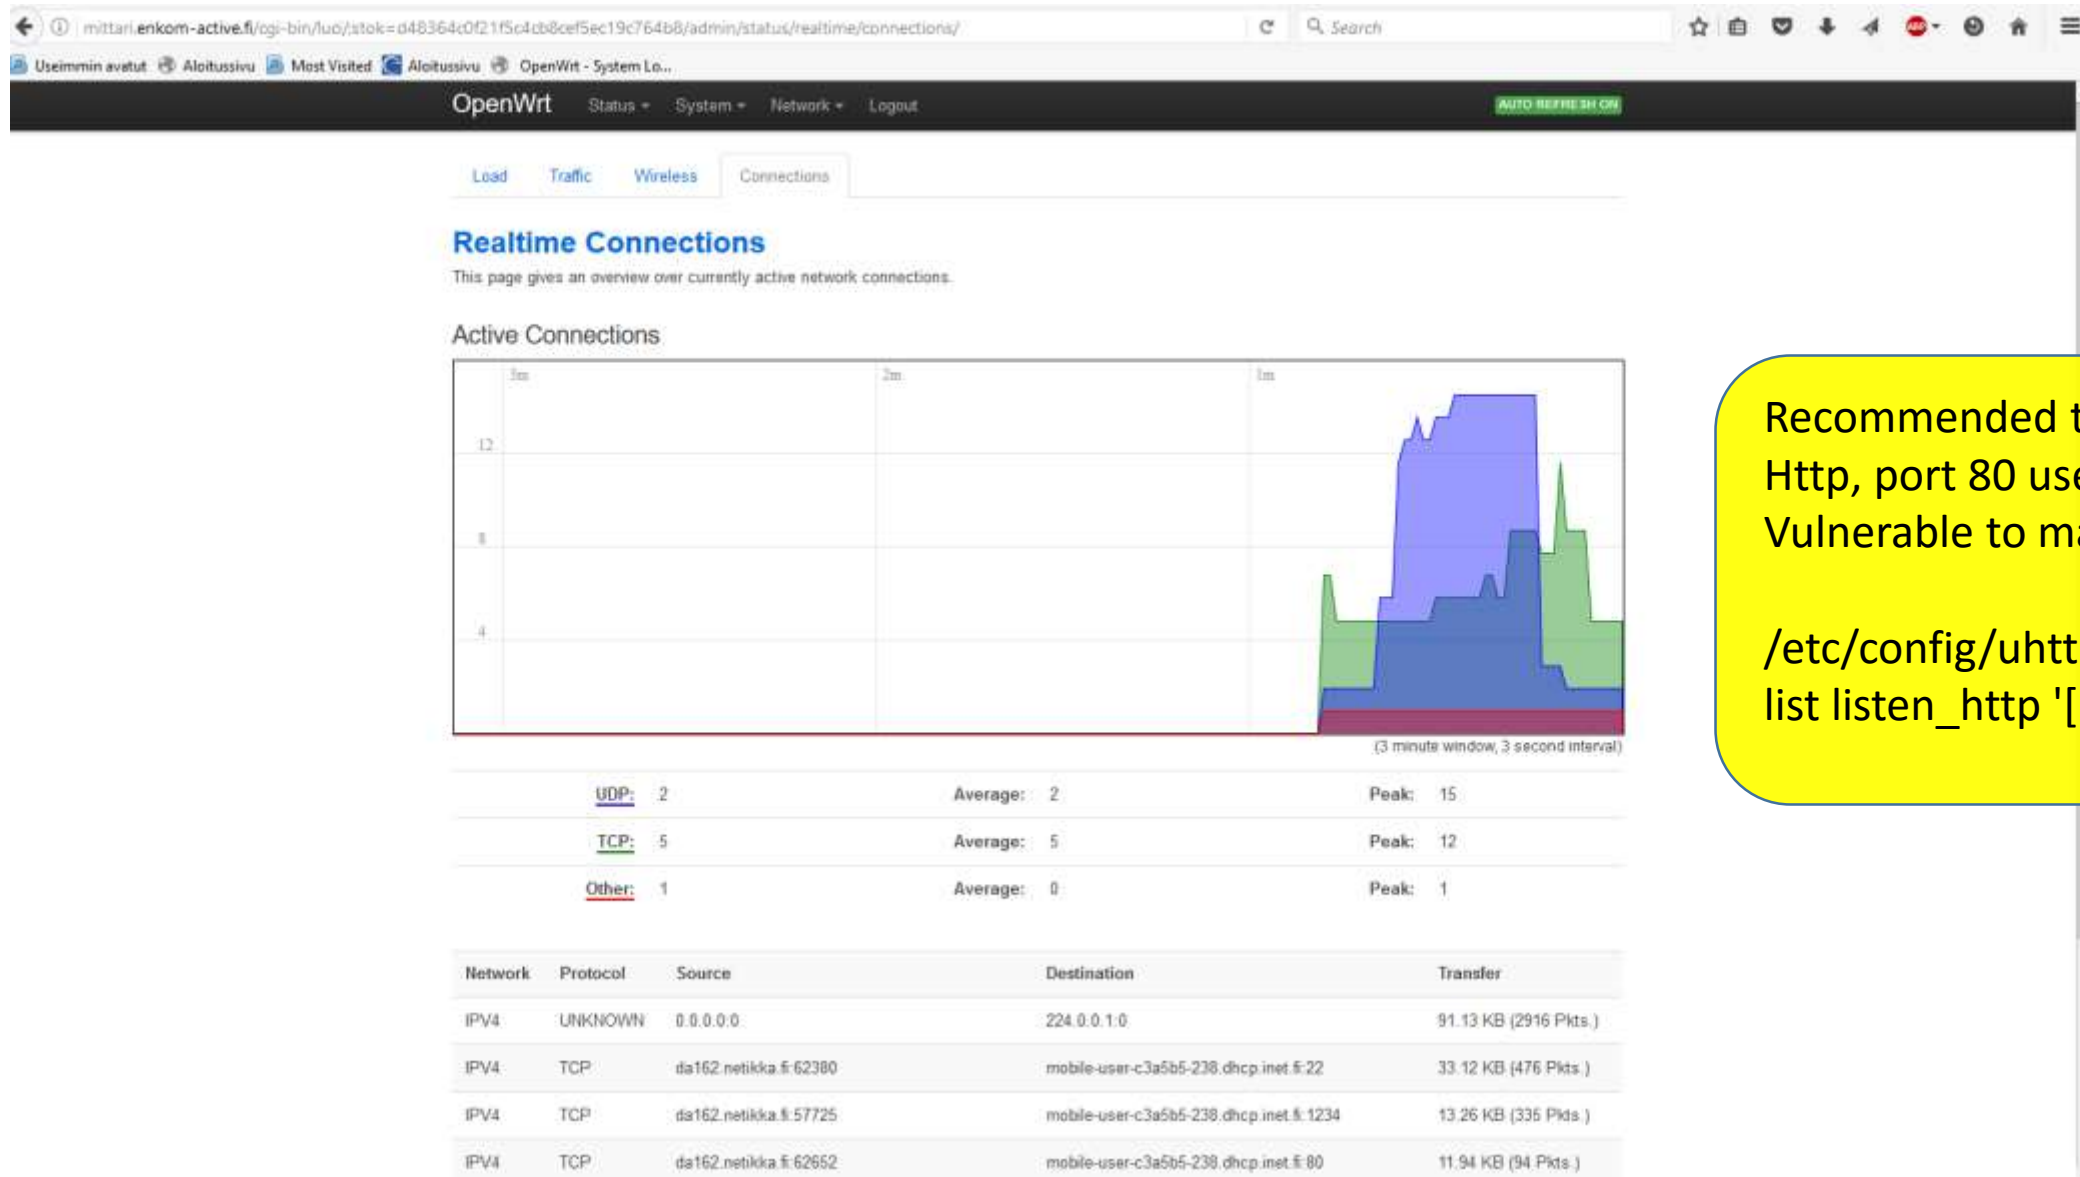 mittari.enkom-active.fi/cgi-bin/luci/;stok=d48364c0f21f5c4cb8cef5ec19c764b8/admin/status/realtime/connections/
Search
Useimmin avatut Aloitussivu Most Visited Aloitussivu OpenWrt - System Lo...
OpenWrt Status System Network Logout AUTO REFRESH ON
Load Traffic Wireless Connections
Realtime Connections
This page gives an overview over currently active network connections.
Active Connections
3m 2m 1m
12
8
4
(3 minute window, 3 second interval)
UDP: 2 Average: 2 Peak: 15
TCP: 5 Average: 5 Peak: 12
Other: 1 Average: 0 Peak: 1
Network Protocol Source Destination Transfer
IPV4 UNKNOWN 0.0.0.0:0 224.0.0.1:0 91.13 KB (2916 Pkts.)
IPV4 TCP da162.netikka.fi:62380 mobile-user-c3a5b5-238.dhcp.inet.fi:22 33.12 KB (476 Pkts.)
IPV4 TCP da162.netikka.fi:57725 mobile-user-c3a5b5-238.dhcp.inet.fi:1234 13.26 KB (335 Pkts.)
IPV4 TCP da162.netikka.fi:62652 mobile-user-c3a5b5-238.dhcp.inet.fi:80 11.94 KB (94 Pkts.)
Recommended t
Http, port 80 use
Vulnerable to ma
/etc/config/uhtt
list listen_http '[